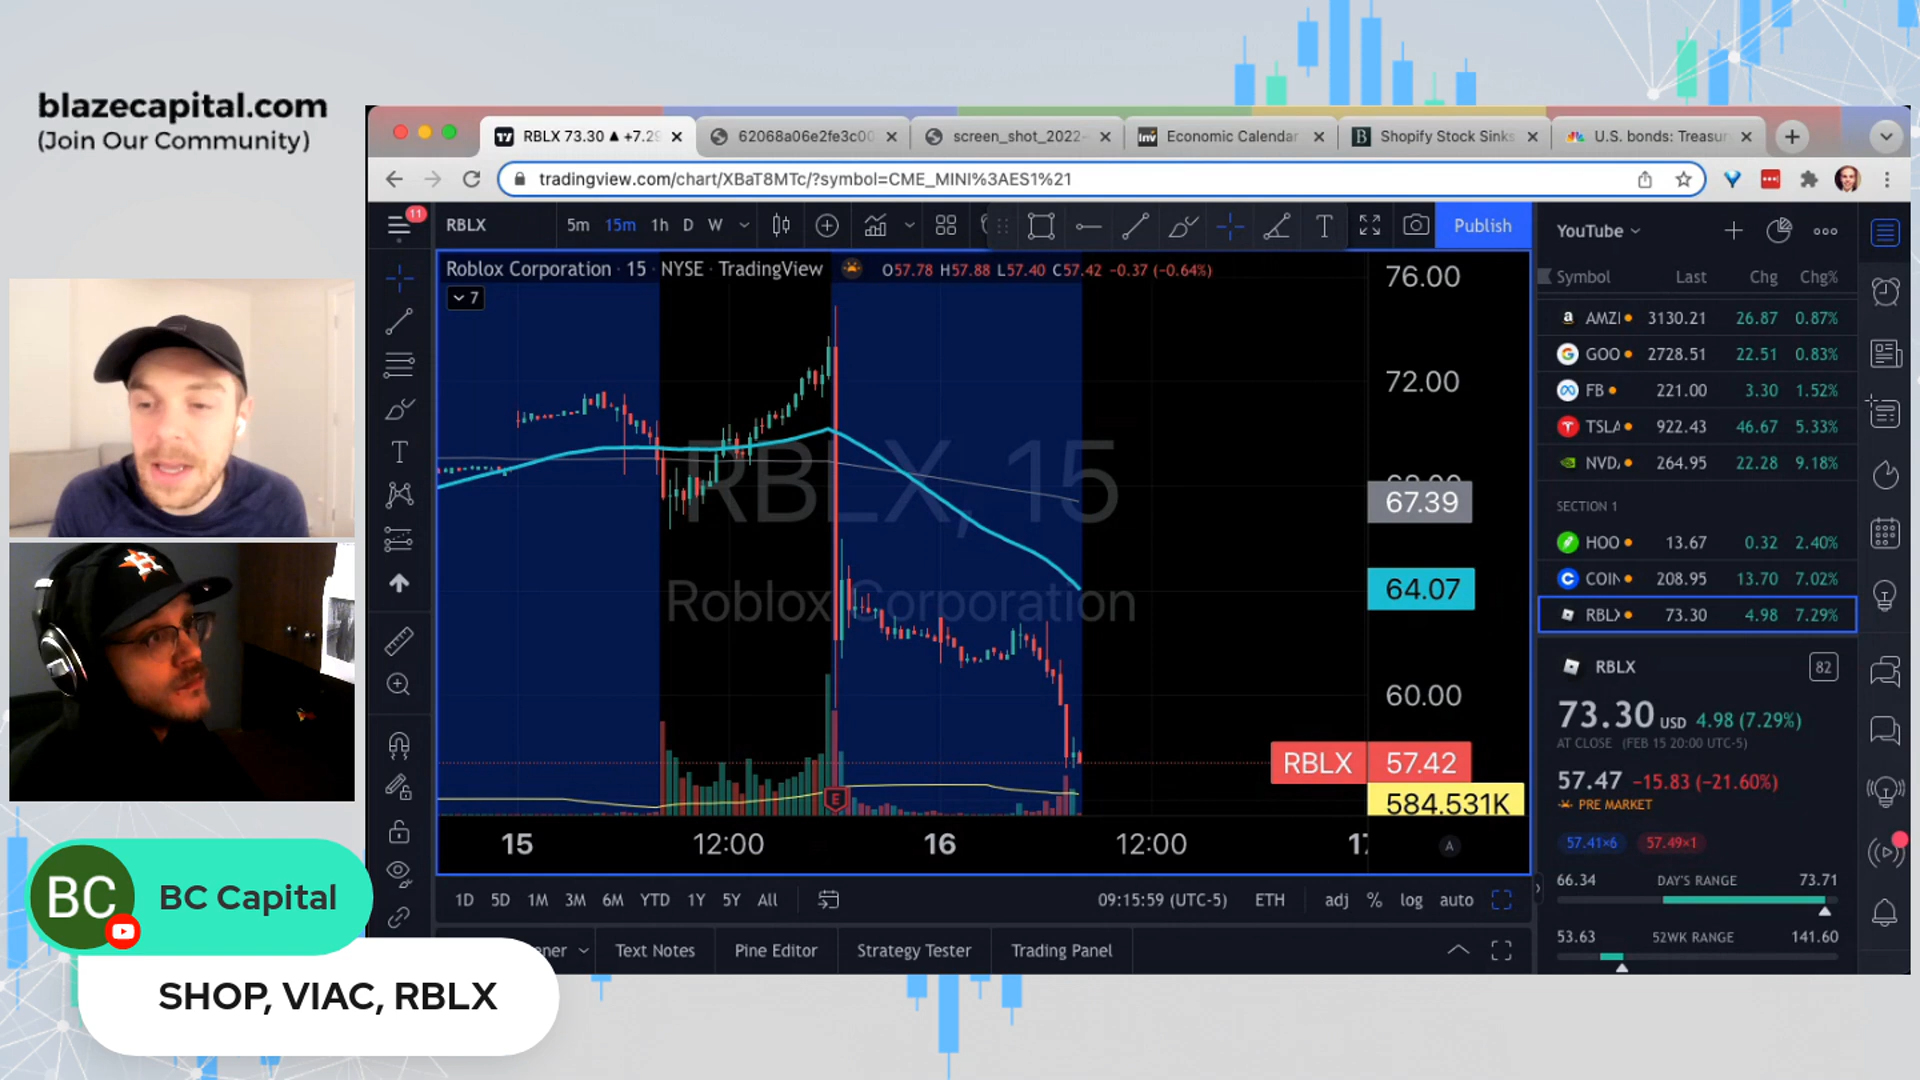 blazecapital.com
(Join Our Community)
RBLX 73.30 ▲ +7.29
62068a06e2fe3c00
screen_shot_2022-
Economic Calendar
Shopify Stock Sinks
U.S. bonds: Treasur
tradingview.com/chart/XBaT8MTc/?symbol=CME_MINI%3AES1%21
11
RBLX 5m 15m 1h D W
Publish
YouTube
Roblox Corporation · 15 · NYSE · TradingView
O57.78 H57.88 L57.40 C57.42 −0.37 (−0.64%)
7
RBLX, 15
Roblox Corporation
76.00
72.00
67.39
64.07
60.00
RBLX 57.42
584.531K
E
15 12:00 16 12:00
A
1D 5D 1M 3M 6M YTD 1Y 5Y All
09:15:59 (UTC-5) ETH adj % log auto
Text Notes Pine Editor Strategy Tester Trading Panel
Symbol Last Chg Chg%
AMZ 3130.21 26.87 0.87%
GOO 2728.51 22.51 0.83%
FB 221.00 3.30 1.52%
TSLA 922.43 46.67 5.33%
NVD 264.95 22.28 9.18%
SECTION 1
HOO 13.67 0.32 2.40%
COIN 208.95 13.70 7.02%
RBLX 73.30 4.98 7.29%
RBLX 82
73.30 USD 4.98 (7.29%)
AT CLOSE (FEB 15 20:00 UTC-5)
57.47 −15.83 (−21.60%)
PRE MARKET
57.41×6 57.49×1
66.34 DAY'S RANGE 73.71
53.63 52WK RANGE 141.60
BC
BC Capital
SHOP, VIAC, RBLX